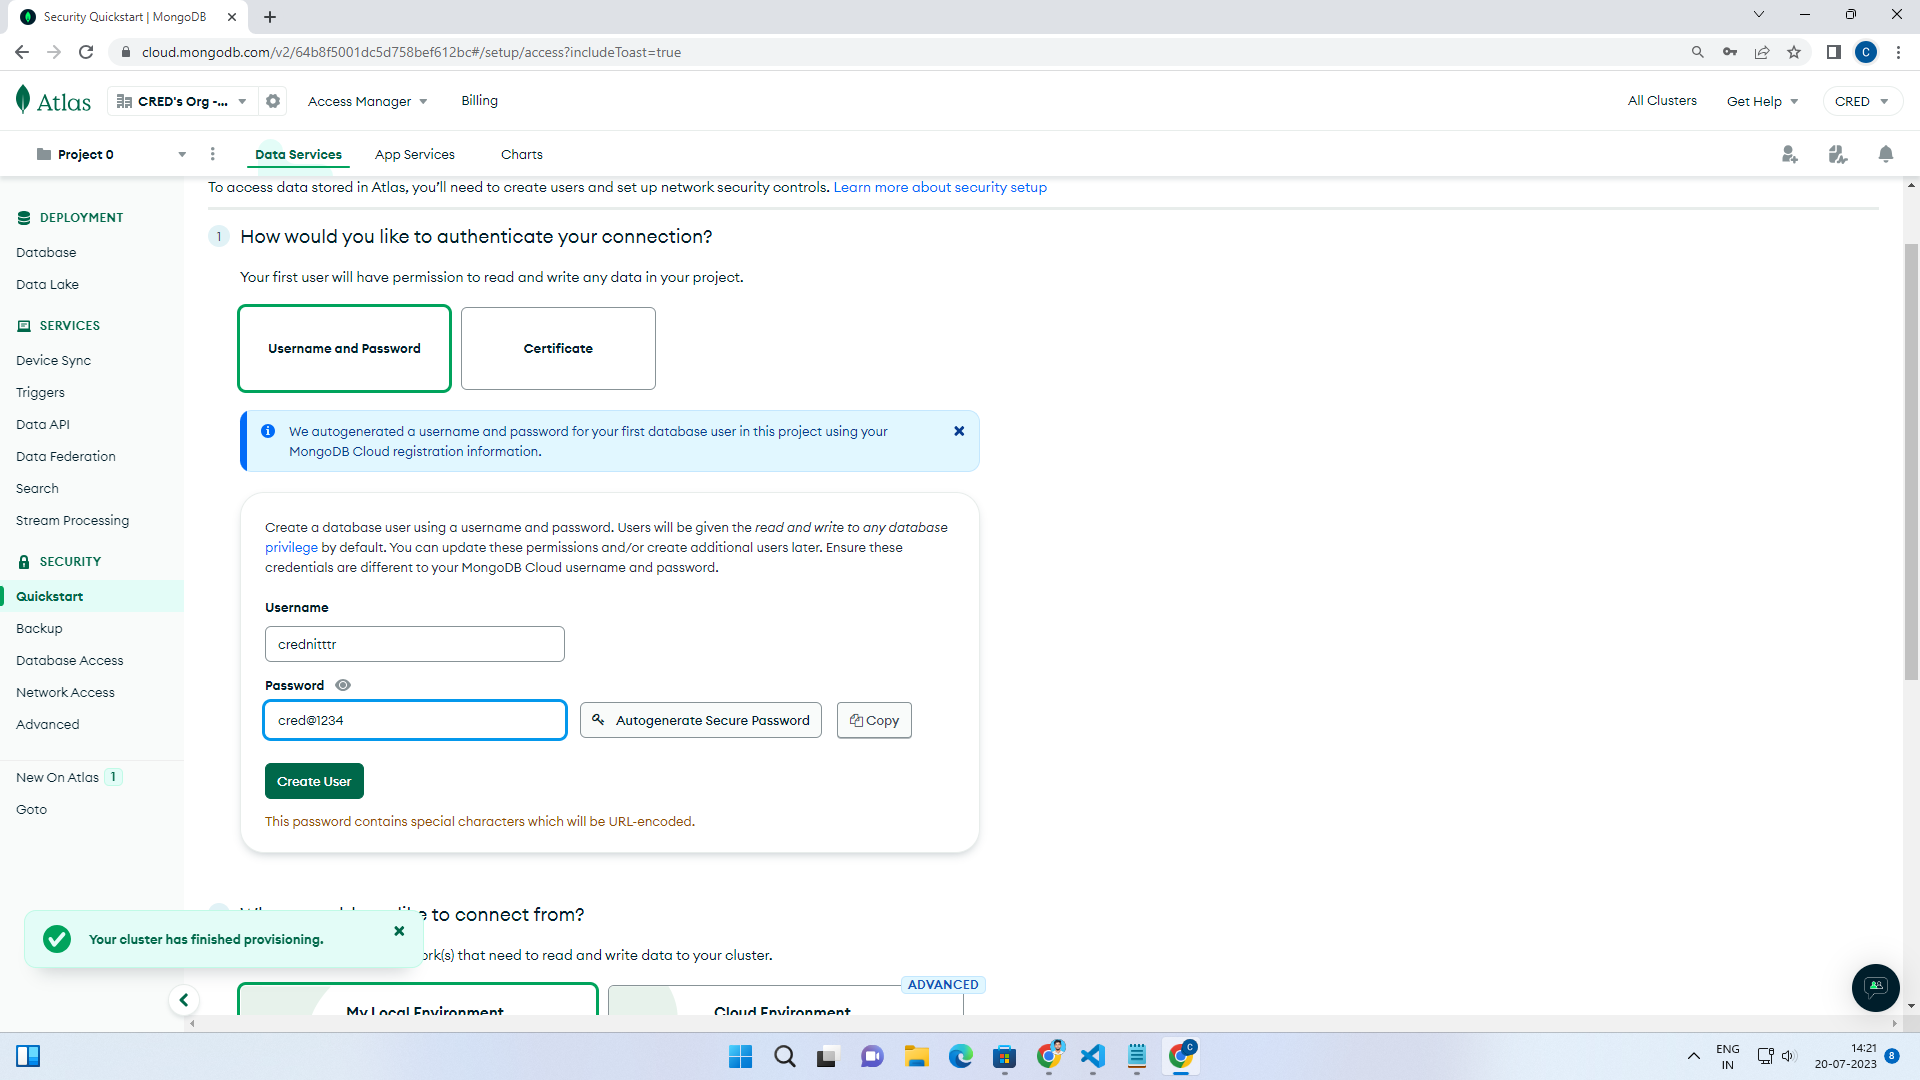 Security Quickstart | MongoDB
cloud.mongodb.com/v2/64b8f5001dc5d758bef612bc#/setup/access?includeToast=true
C
Atlas
CRED's Org -...
Access Manager
Billing
All Clusters
Get Help
CRED
Project 0
Data Services
App Services
Charts
To access data stored in Atlas, you'll need to create users and set up network security controls. Learn more about security setup
DEPLOYMENT
Database
Data Lake
SERVICES
Device Sync
Triggers
Data API
Data Federation
Search
Stream Processing
SECURITY
Quickstart
Backup
Database Access
Network Access
Advanced
New On Atlas 1
Goto
1 How would you like to authenticate your connection?
Your first user will have permission to read and write any data in your project.
Username and Password
Certificate
We autogenerated a username and password for your first database user in this project using your
MongoDB Cloud registration information.
Create a database user using a username and password. Users will be given the read and write to any database
privilege by default. You can update these permissions and/or create additional users later. Ensure these
credentials are different to your MongoDB Cloud username and password.
Username
crednitttr
Password
cred@1234
Autogenerate Secure Password
Copy
Create User
This password contains special characters which will be URL-encoded.
to connect from?
that need to read and write data to your cluster.
Your cluster has finished provisioning.
ADVANCED
My Local Environment
Cloud Environment
C
ENG
IN
14:21
20-07-2023
8